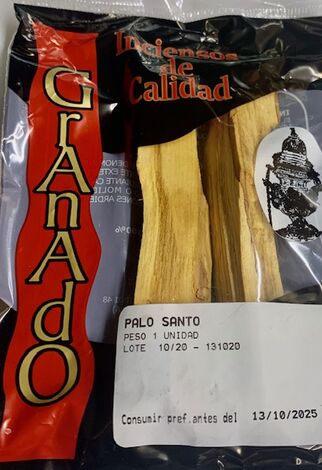 Inciensos
de
Calidad
GrAnAdO
PALO SANTO
PESO 1 UNIDAD
LOTE 10/20 - 131020
Consumir pref.antes del 13/10/2025